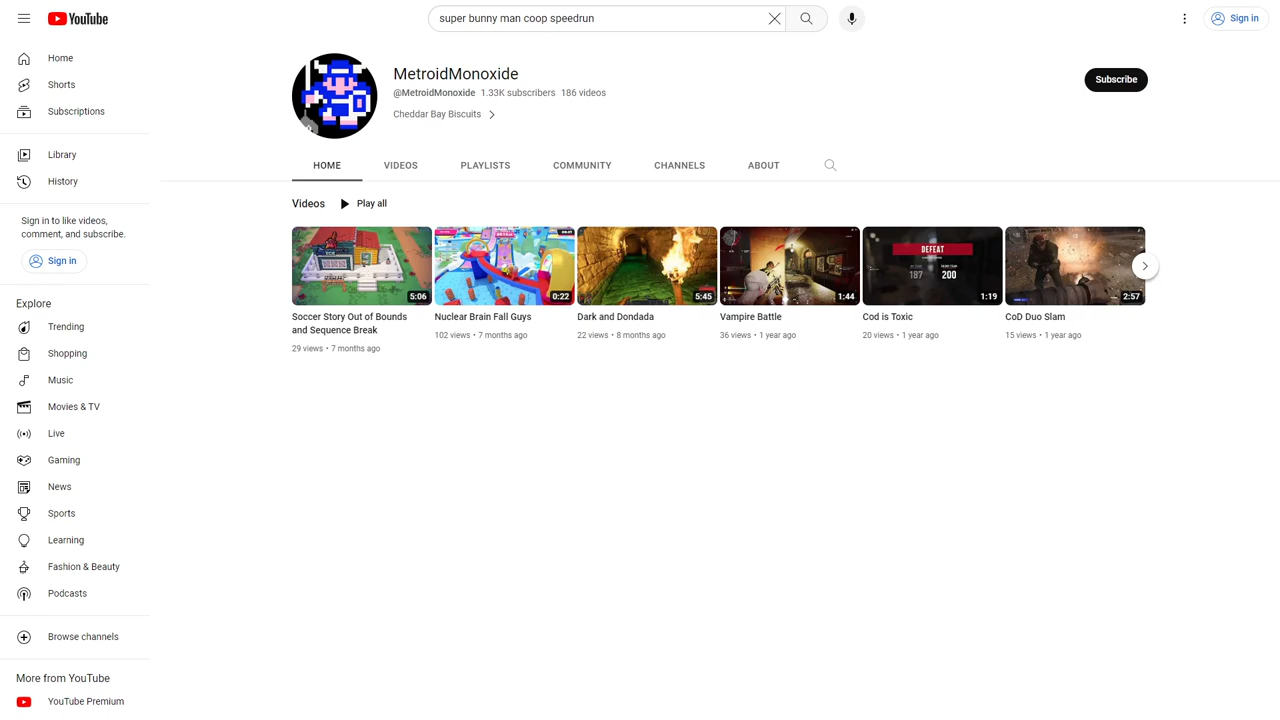 YouTube
super bunny man coop speedrun
Sign in
Home
Shorts
Subscriptions
Library
History
Sign in to like videos,
comment, and subscribe.
Sign in
Explore
Trending
Shopping
Music
Movies & TV
Live
Gaming
News
Sports
Learning
Fashion & Beauty
Podcasts
Browse channels
More from YouTube
YouTube Premium
MetroidMonoxide
@MetroidMonoxide 1.33K subscribers 186 videos
Cheddar Bay Biscuits
Subscribe
HOME VIDEOS PLAYLISTS COMMUNITY CHANNELS ABOUT
Videos Play all
5:06
Soccer Story Out of Bounds
and Sequence Break
29 views • 7 months ago
0:22
Nuclear Brain Fall Guys
102 views • 7 months ago
5:45
Dark and Dondada
22 views • 8 months ago
1:44
Vampire Battle
36 views • 1 year ago
DEFEAT
187 200
1:19
Cod is Toxic
20 views • 1 year ago
2:57
CoD Duo Slam
15 views • 1 year ago